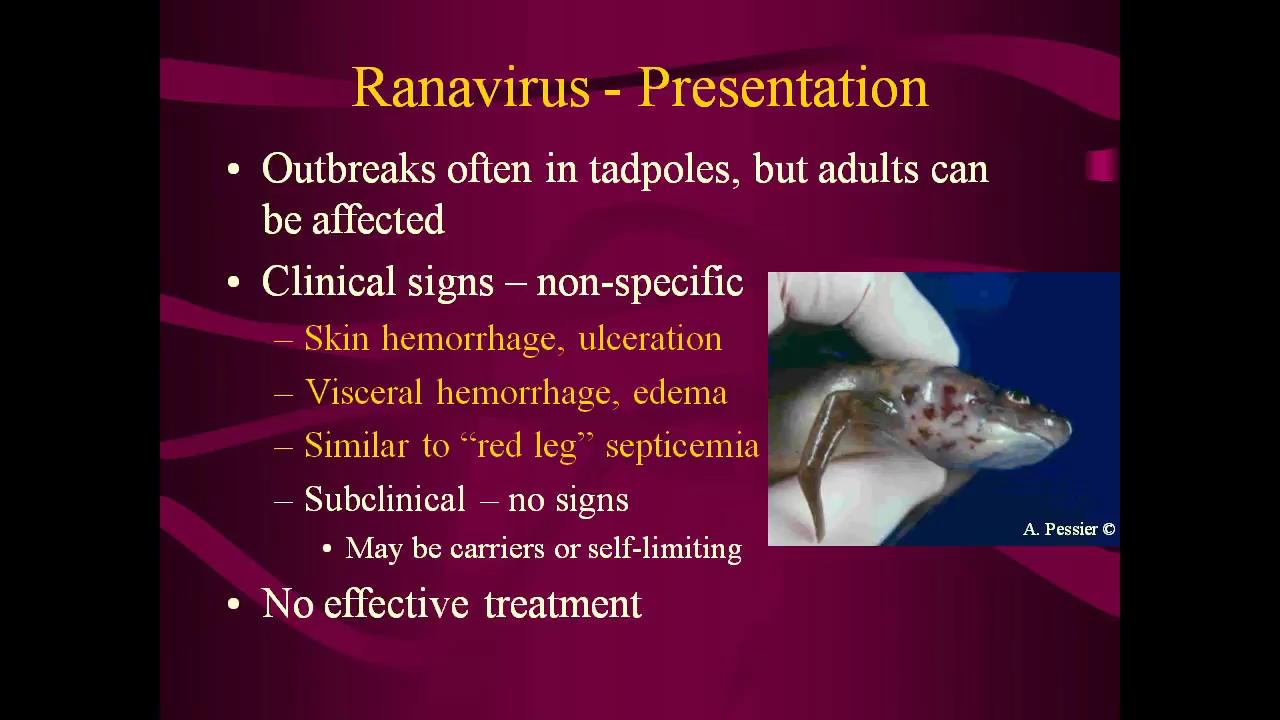 Ranavirus - Presentation
• Outbreaks often in tadpoles, but adults can
be affected
• Clinical signs – non-specific
– Skin hemorrhage, ulceration
– Visceral hemorrhage, edema
– Similar to “red leg” septicemia
– Subclinical – no signs
• May be carriers or self-limiting
• No effective treatment
A. Pessier ©